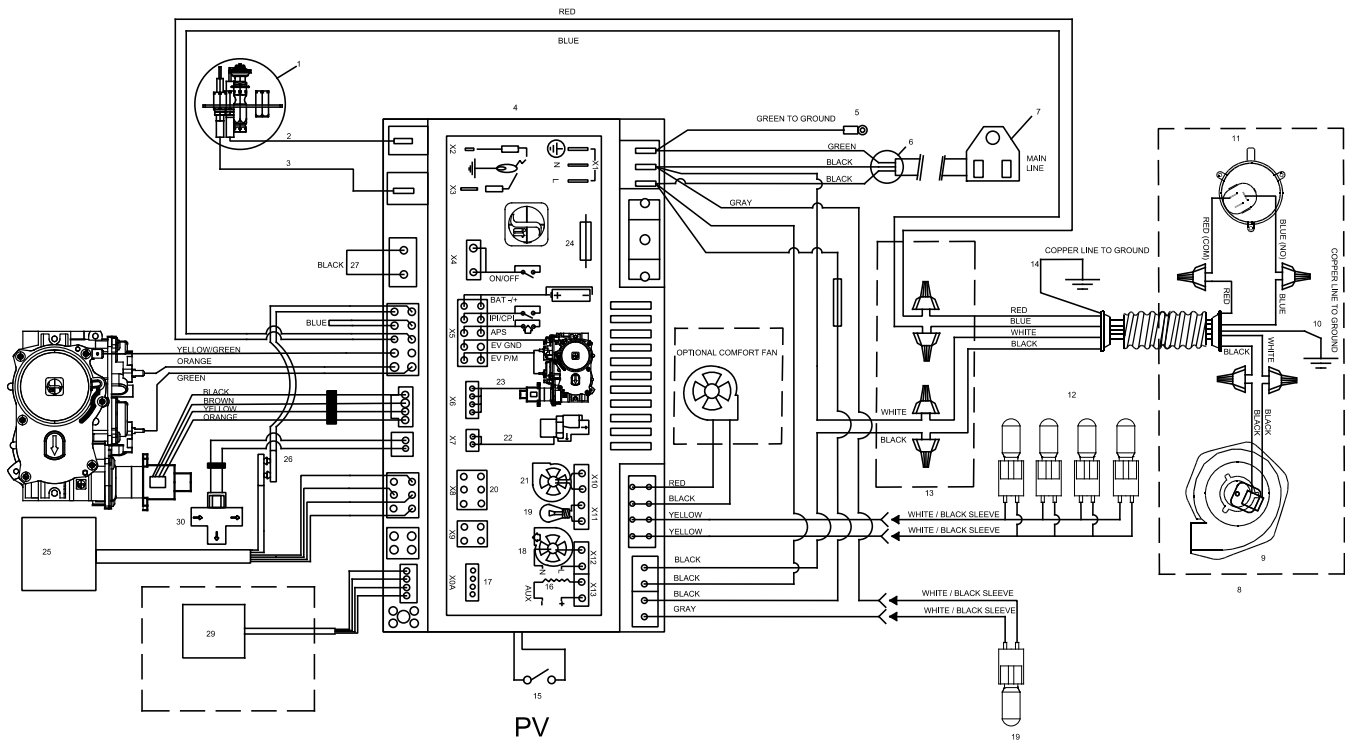 RED
BLUE
1
2
3
4
5
6
7
GREEN TO GROUND
GREEN
BLACK
BLACK
GRAY
MAIN
LINE
X2
X3
N
L
X1
24
X4
ON/OFF
BLACK 27
BAT -/+
IPI/CPI
APS
EV GND
EV P/M
X5
BLUE
YELLOW/GREEN
ORANGE
GREEN
BLACK
BROWN
YELLOW
ORANGE
X6
23
X7
22
26
X8
20
21
X10
19
X11
X9
18
N
L
X12
X0A
17
AUX
16
X13
25
30
29
15
PV
OPTIONAL COMFORT FAN
RED
BLACK
YELLOW
YELLOW
BLACK
BLACK
BLACK
GRAY
WHITE / BLACK SLEEVE
WHITE / BLACK SLEEVE
WHITE / BLACK SLEEVE
WHITE / BLACK SLEEVE
WHITE
BLACK
13
COPPER LINE TO GROUND
14
RED
BLUE
WHITE
BLACK
12
19
11
RED (COM)
BLUE (NO)
RED
BLUE
COPPER LINE TO GROUND
10
BLACK
WHITE
BLACK
BLACK
9
8